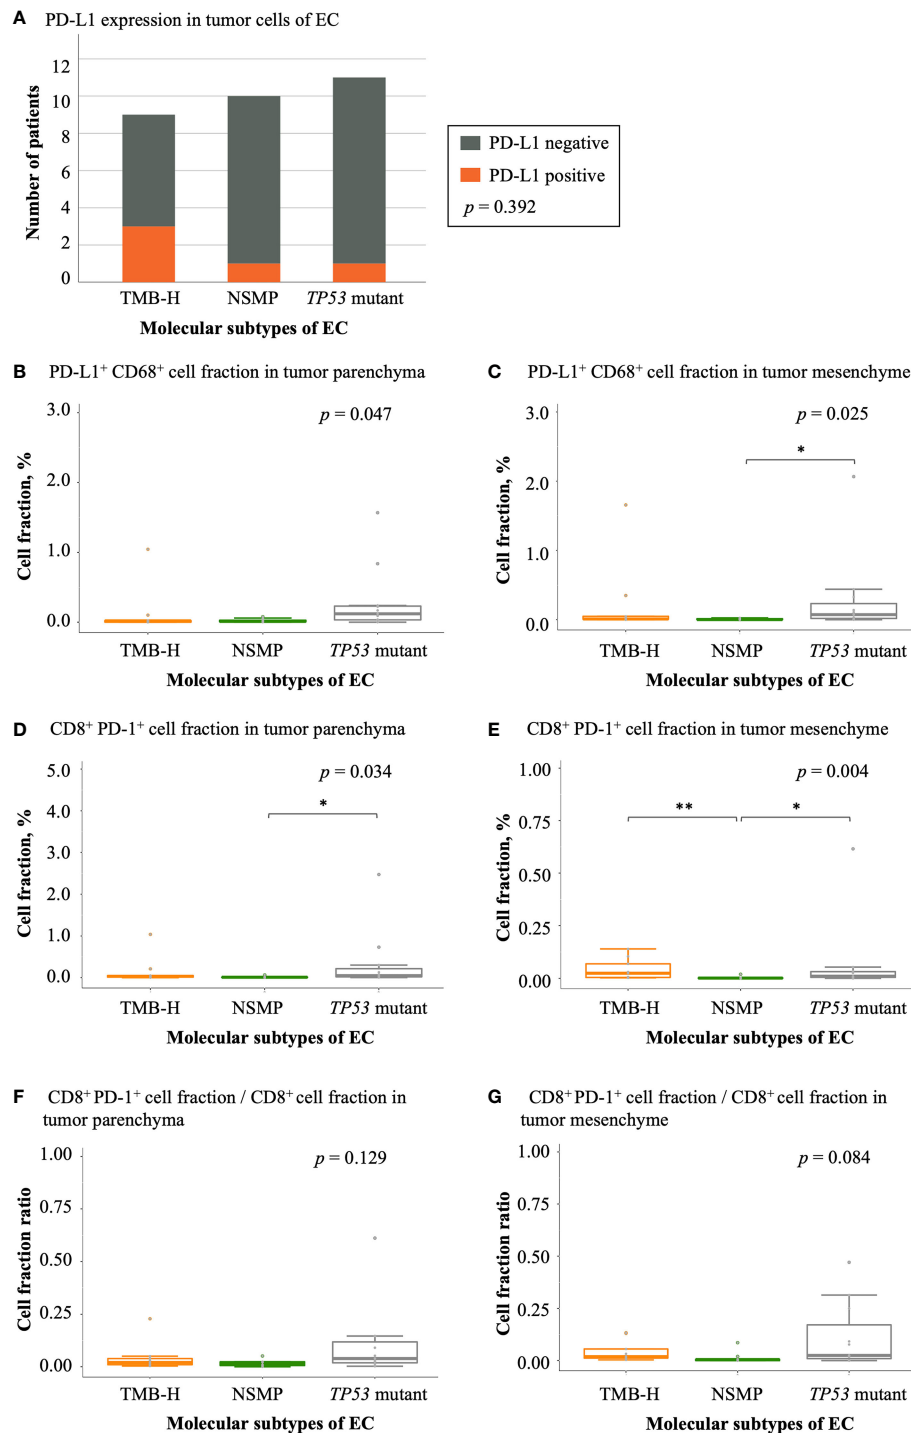 A PD-L1 expression in tumor cells of EC
Number of patients
12
10
8
6
4
2
0
TMB-H NSMP TP53 mutant
Molecular subtypes of EC
PD-L1 negative
PD-L1 positive
p = 0.392
B PD-L1⁺ CD68⁺ cell fraction in tumor parenchyma
p = 0.047
Cell fraction, %
3.0
2.0
1.0
0.0
TMB-H NSMP TP53 mutant
Molecular subtypes of EC
C PD-L1⁺ CD68⁺ cell fraction in tumor mesenchyme
p = 0.025
*
Cell fraction, %
3.0
2.0
1.0
0.0
TMB-H NSMP TP53 mutant
Molecular subtypes of EC
D CD8⁺ PD-1⁺ cell fraction in tumor parenchyma
p = 0.034
*
Cell fraction, %
5.0
4.0
3.0
2.0
1.0
0.0
TMB-H NSMP TP53 mutant
Molecular subtypes of EC
E CD8⁺ PD-1⁺ cell fraction in tumor mesenchyme
p = 0.004
** *
Cell fraction, %
1.00
0.75
0.50
0.25
0.00
TMB-H NSMP TP53 mutant
Molecular subtypes of EC
F CD8⁺ PD-1⁺ cell fraction / CD8⁺ cell fraction in
tumor parenchyma
p = 0.129
Cell fraction ratio
1.00
0.75
0.50
0.25
0.00
TMB-H NSMP TP53 mutant
Molecular subtypes of EC
G CD8⁺ PD-1⁺ cell fraction / CD8⁺ cell fraction in
tumor mesenchyme
p = 0.084
Cell fraction ratio
1.00
0.75
0.50
0.25
0.00
TMB-H NSMP TP53 mutant
Molecular subtypes of EC